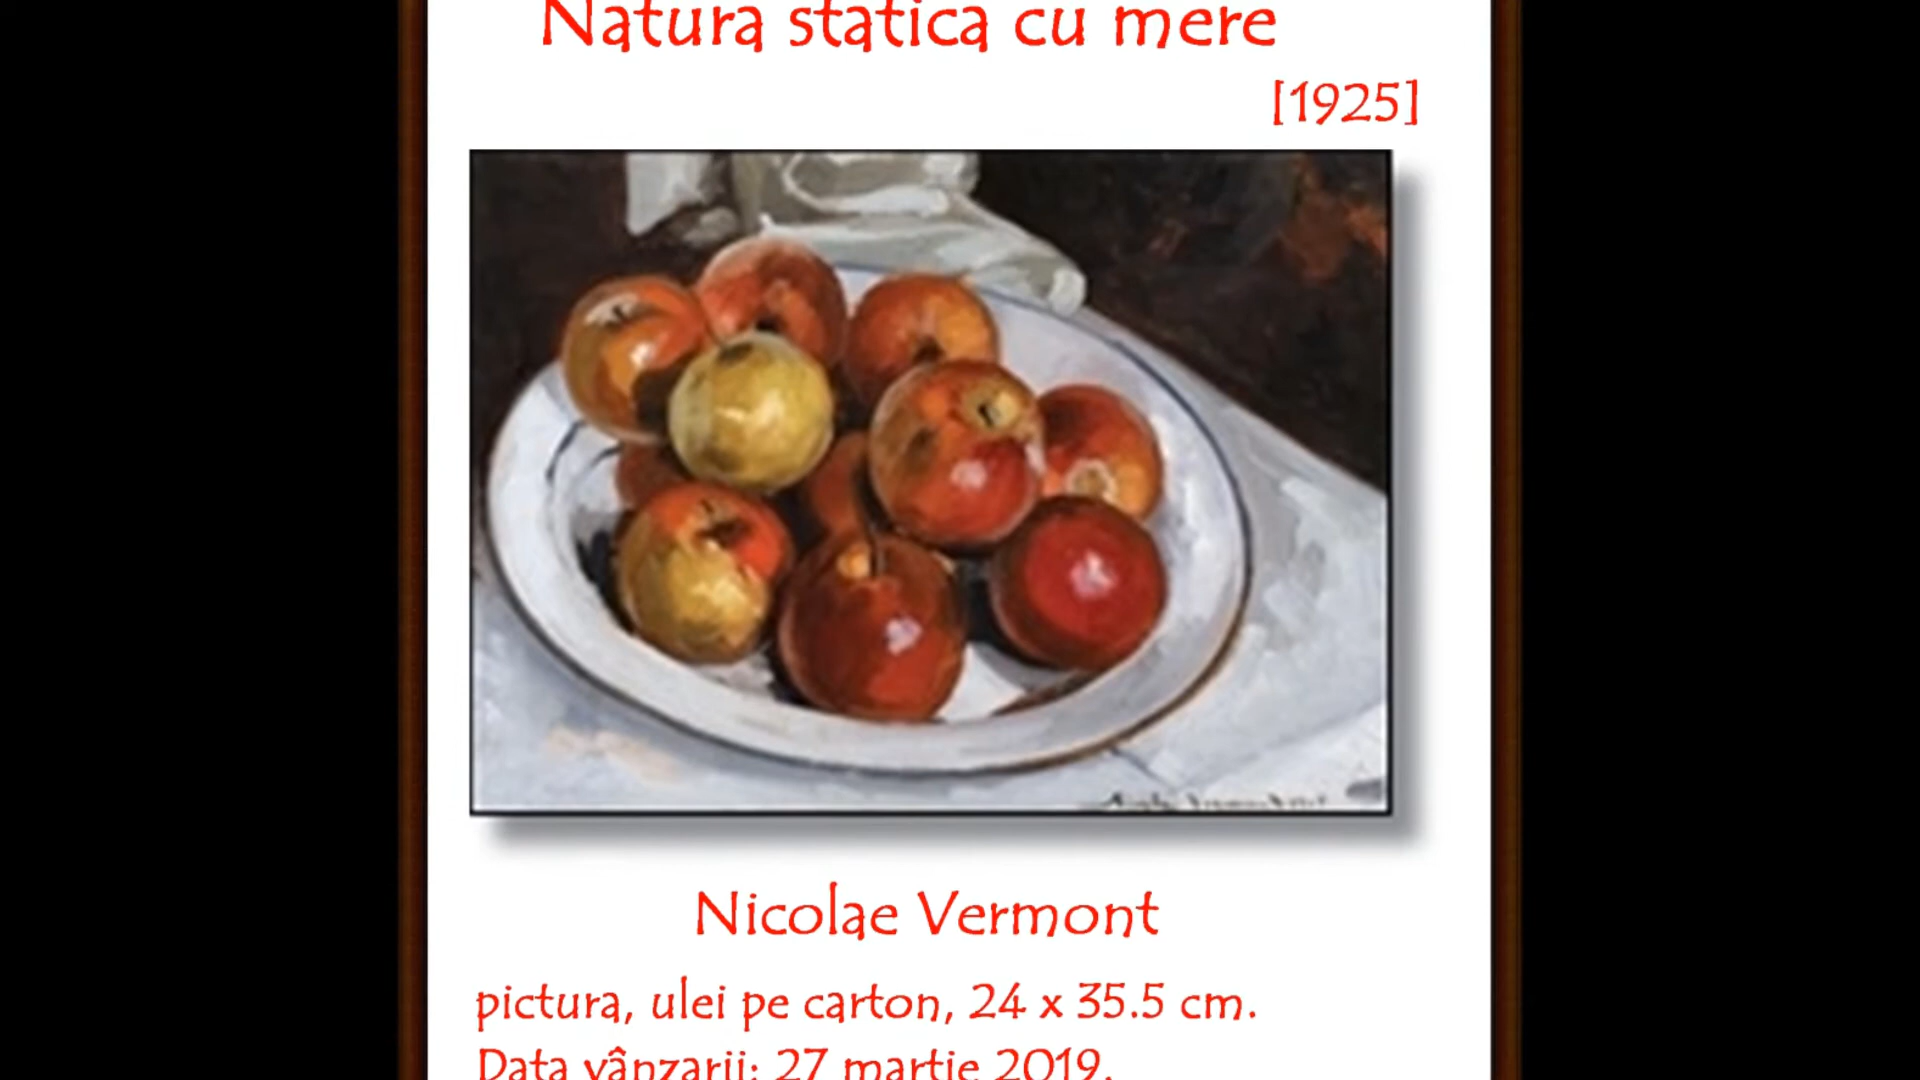 Natura statica cu mere
[1925]
Nicolae Vermont
pictura, ulei pe carton, 24 x 35.5 cm.
Data vânzarii: 27 martie 2019.